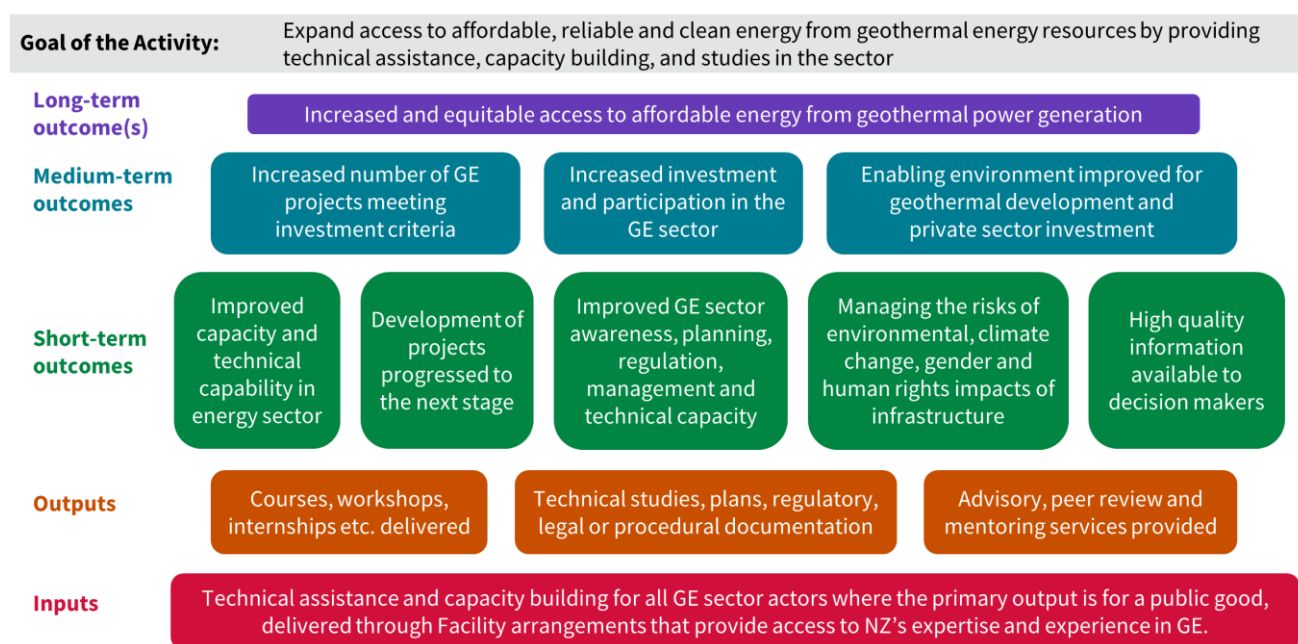 Goal of the Activity:
Expand access to affordable, reliable and clean energy from geothermal energy resources by providing
technical assistance, capacity building, and studies in the sector
Long-term
outcome(s)
Increased and equitable access to affordable energy from geothermal power generation
Medium-term
outcomes
Increased number of GE
projects meeting
investment criteria
Increased investment
and participation in the
GE sector
Enabling environment improved for
geothermal development and
private sector investment
Short-term
outcomes
Improved
capacity and
technical
capability in
energy sector
Development of
projects
progressed to
the next stage
Improved GE sector
awareness, planning,
regulation,
management and
technical capacity
Managing the risks of
environmental, climate
change, gender and
human rights impacts of
infrastructure
High quality
information
available to
decision makers
Outputs
Courses, workshops,
internships etc. delivered
Technical studies, plans, regulatory,
legal or procedural documentation
Advisory, peer review and
mentoring services provided
Inputs
Technical assistance and capacity building for all GE sector actors where the primary output is for a public good,
delivered through Facility arrangements that provide access to NZ's expertise and experience in GE.